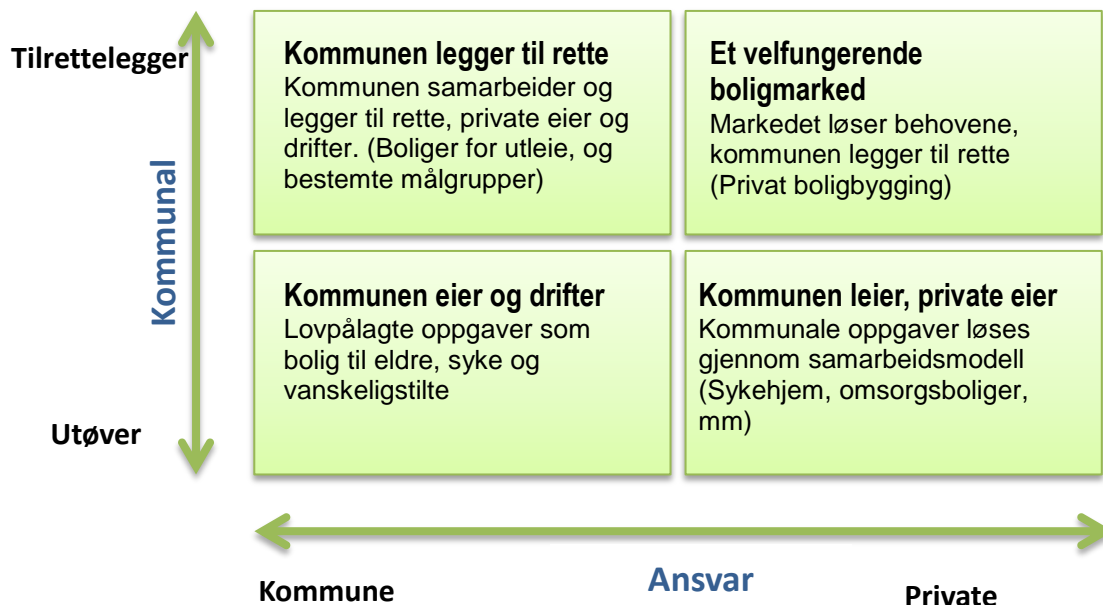 Tilrettelegger
Kommunal
Utøver
Kommunen legger til rette
Kommunen samarbeider og
legger til rette, private eier og
drifter. (Boliger for utleie, og
bestemte målgrupper)
Et velfungerende
boligmarked
Markedet løser behovene,
kommunen legger til rette
(Privat boligbygging)
Kommunen eier og drifter
Lovpålagte oppgaver som
bolig til eldre, syke og
vanskeligstilte
Kommunen leier, private eier
Kommunale oppgaver løses
gjennom samarbeidsmodell
(Sykehjem, omsorgsboliger,
mm)
Kommune
Ansvar
Private